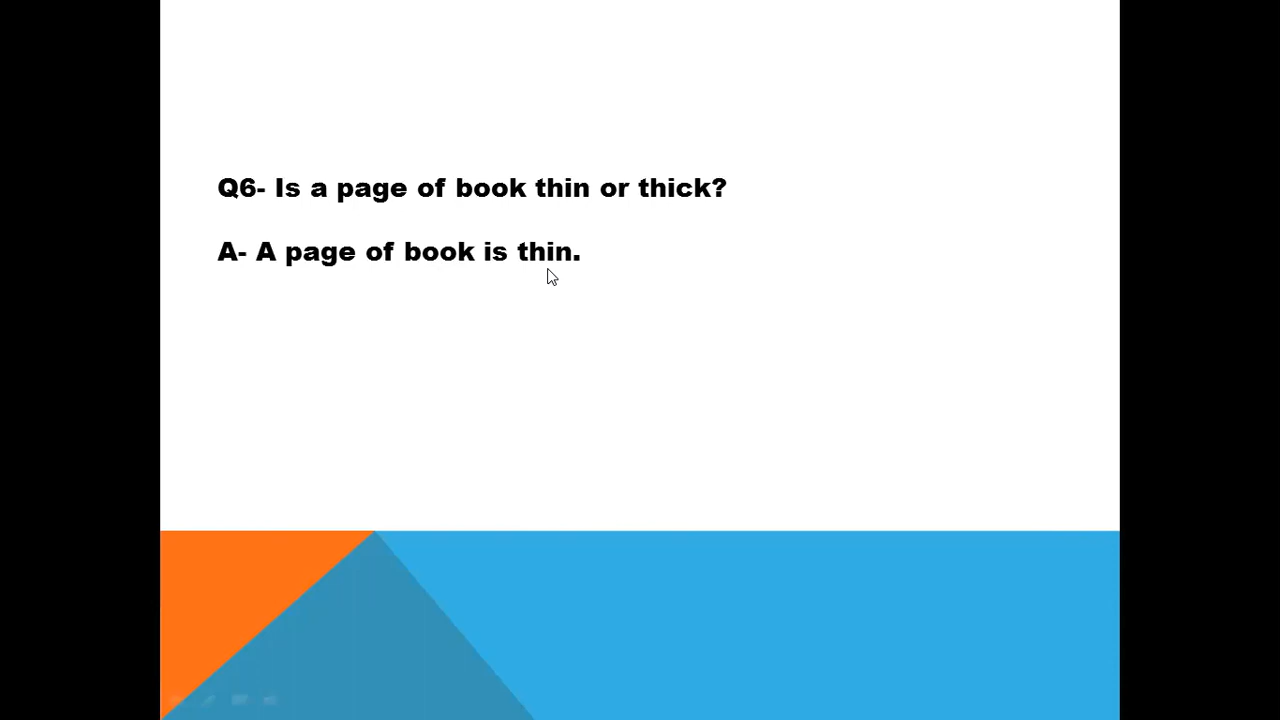 Q6- Is a page of book thin or thick?
A- A page of book is thin.